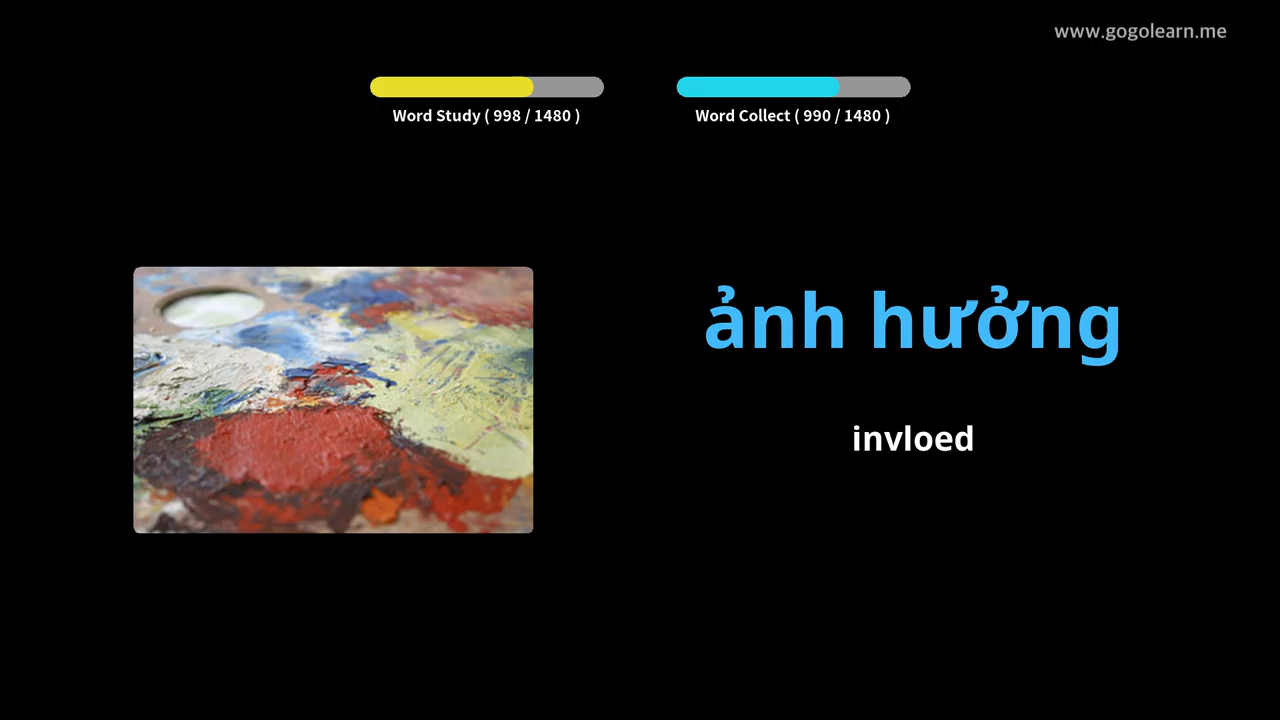 www.gogolearn.me
Word Study ( 998 / 1480 )
Word Collect ( 990 / 1480 )
ảnh hưởng
invloed